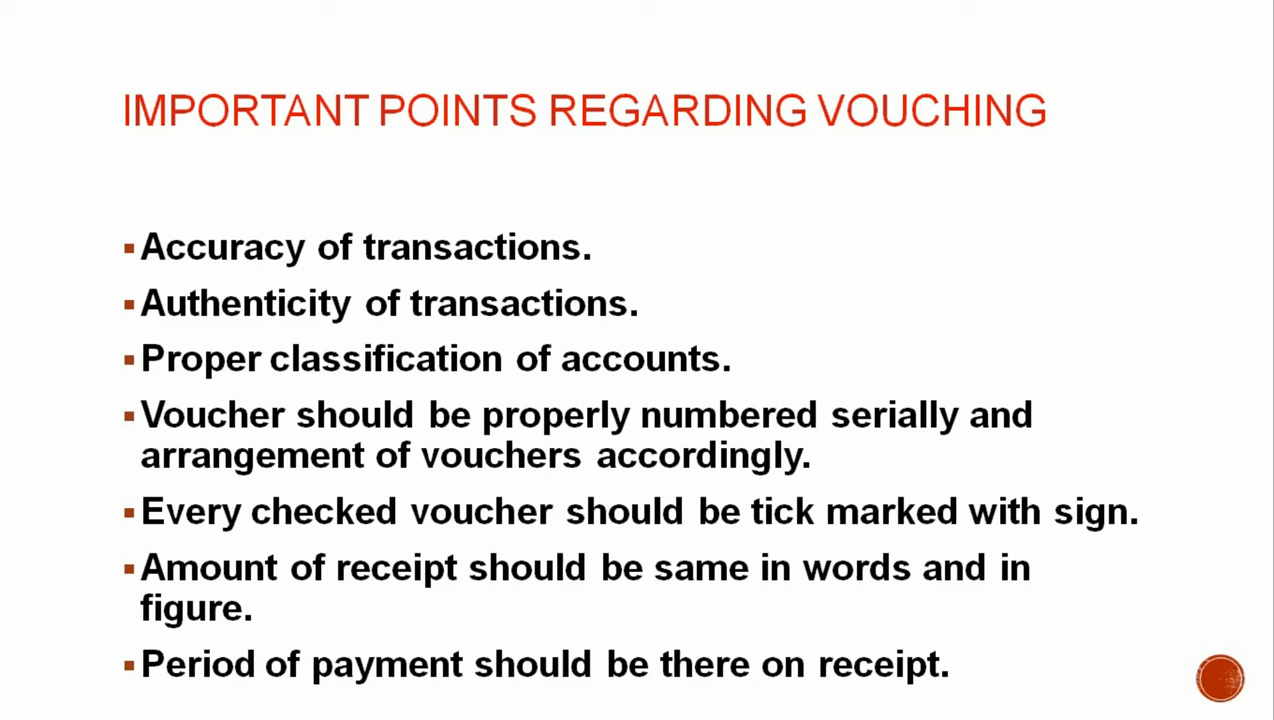 IMPORTANT POINTS REGARDING VOUCHING
▪Accuracy of transactions.
▪Authenticity of transactions.
▪Proper classification of accounts.
▪Voucher should be properly numbered serially and
arrangement of vouchers accordingly.
▪Every checked voucher should be tick marked with sign.
▪Amount of receipt should be same in words and in
figure.
▪Period of payment should be there on receipt.